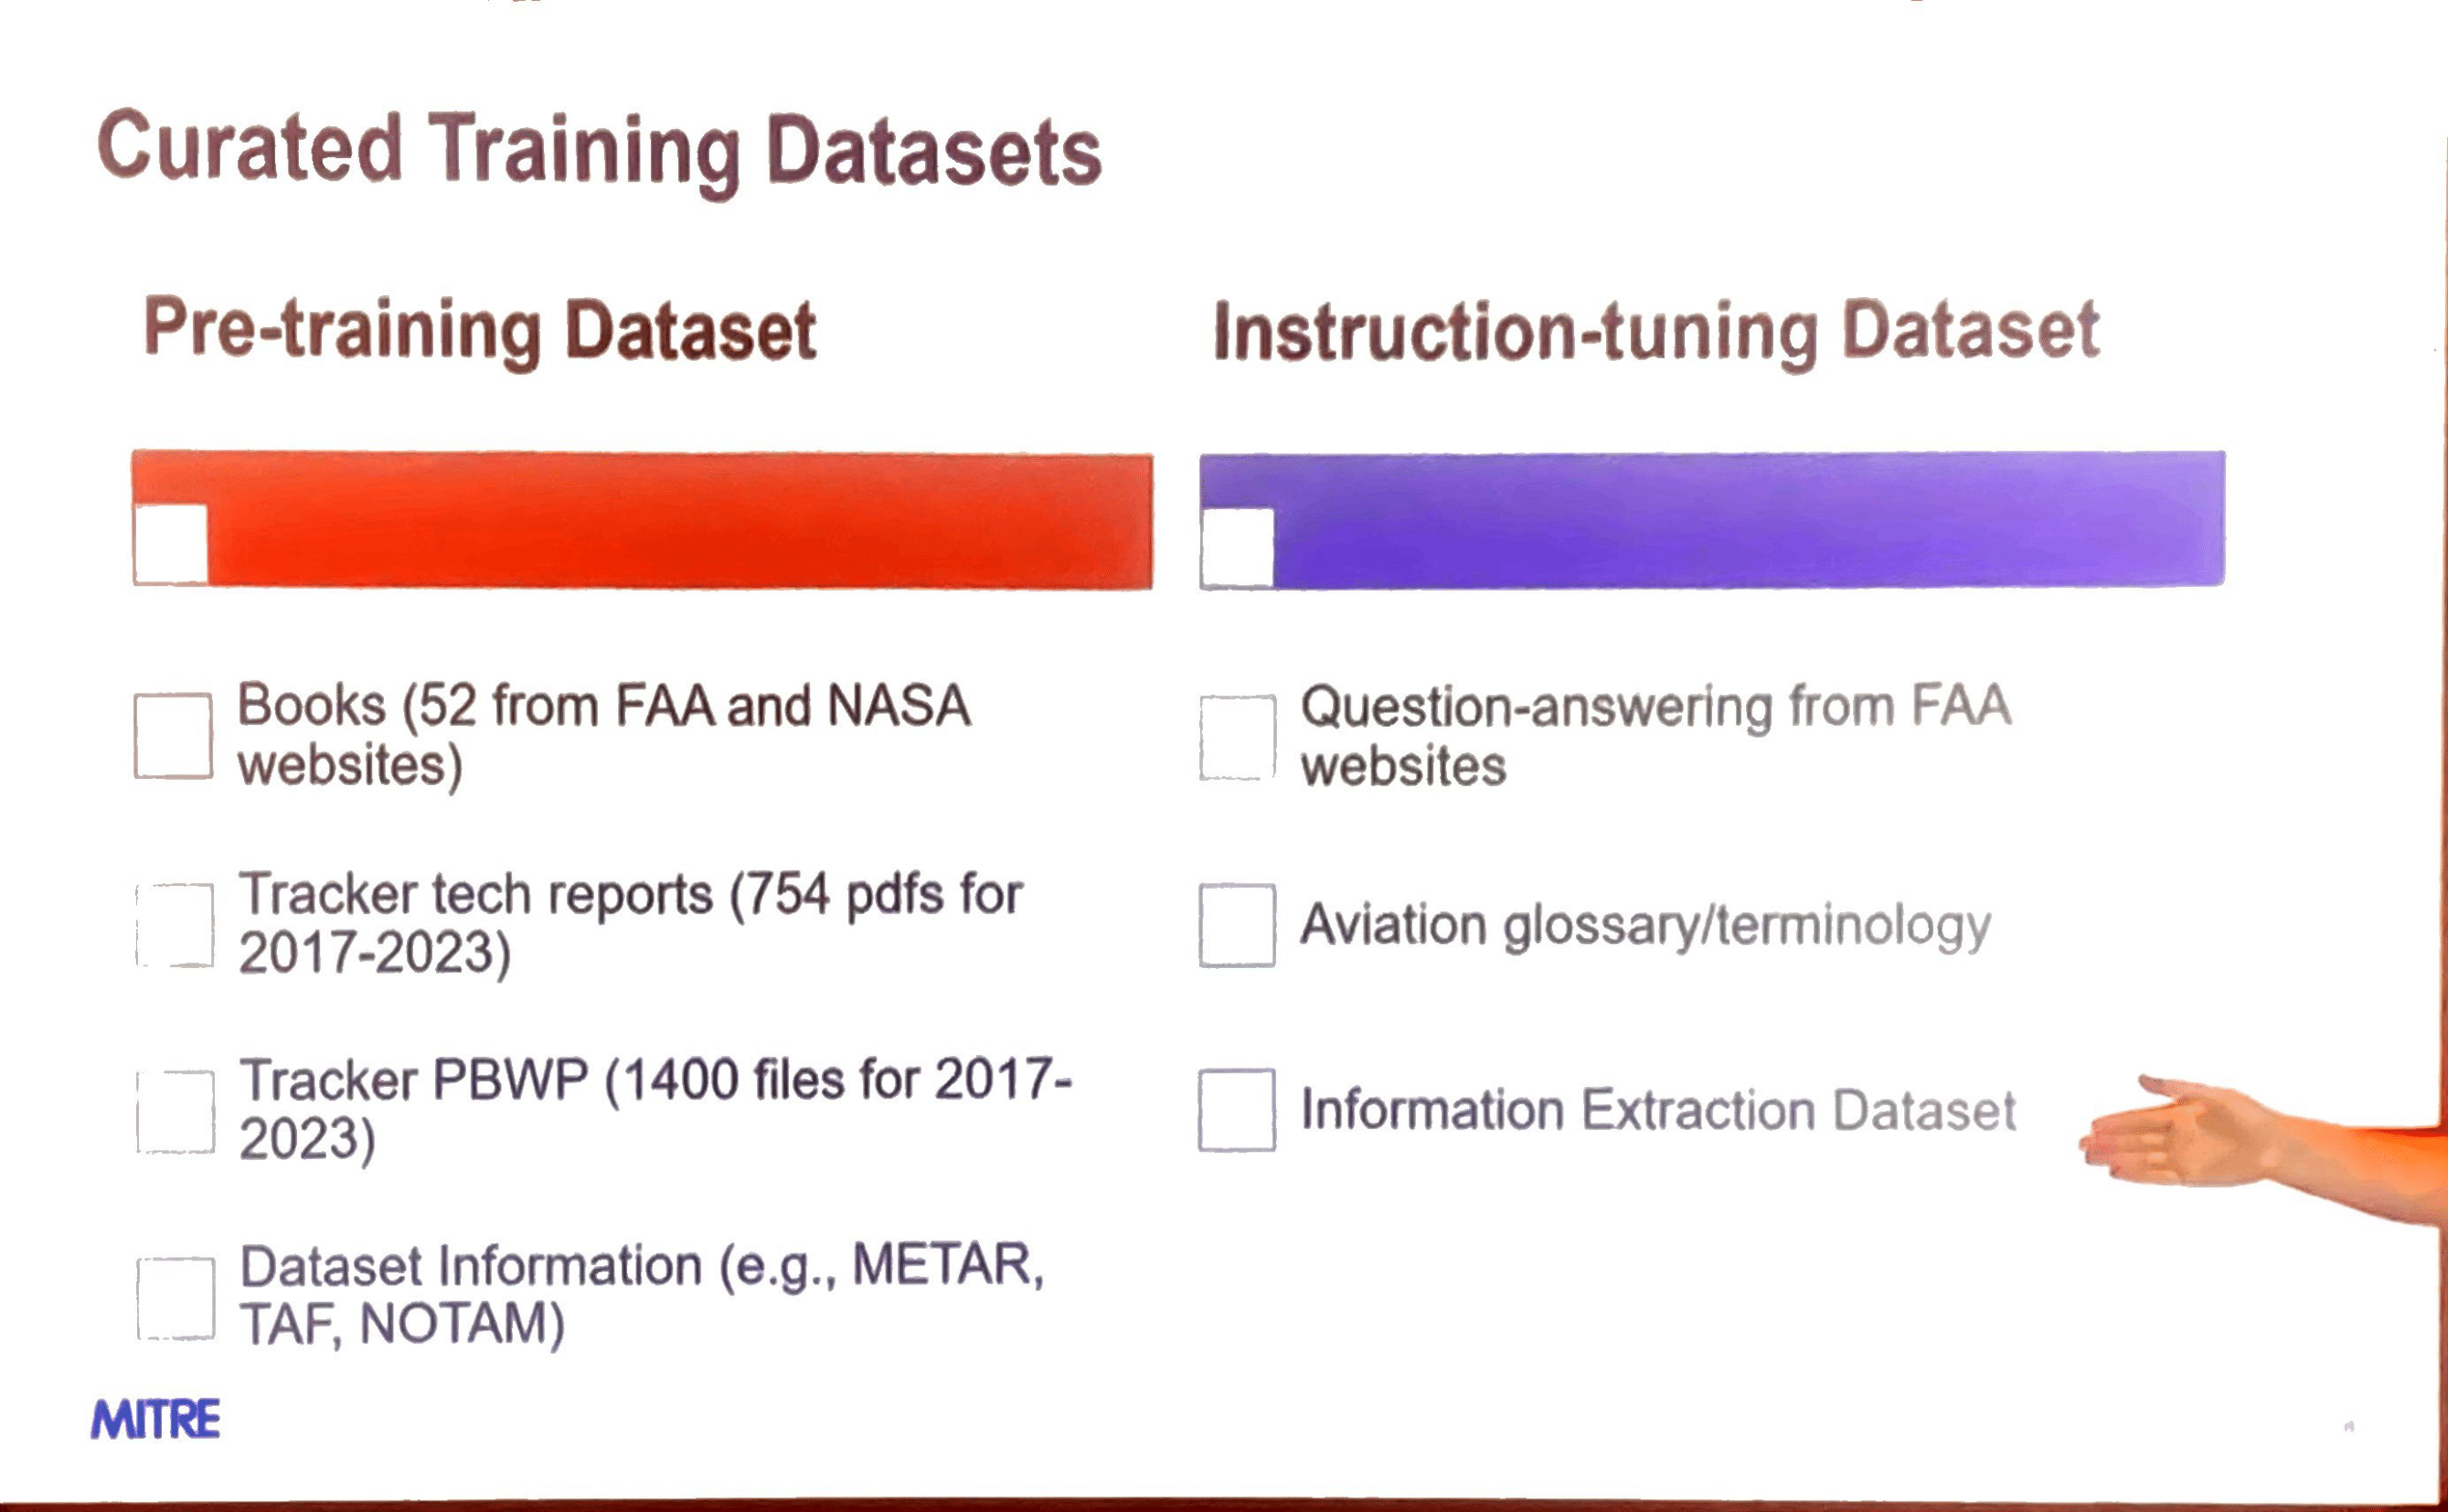 Curated Training Datasets
Pre-training Dataset
Books (52 from FAA and NASA
websites)
Tracker tech reports (754 pdfs for
2017-2023)
Tracker PBWP (1400 files for 2017-
2023)
Dataset Information (e.g., METAR,
TAF, NOTAM)
Instruction-tuning Dataset
Question-answering from FAA
websites
Aviation glossary/terminology
Information Extraction Dataset
MITRE